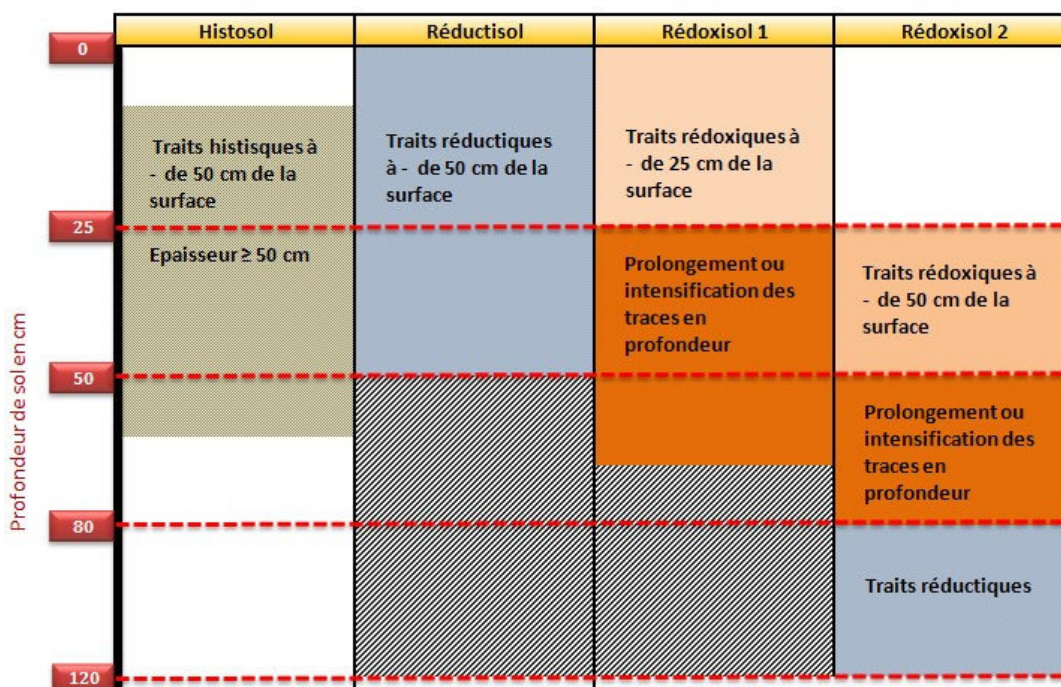 Histosol
Réductisol
Rédoxisol 1
Rédoxisol 2
0
Traits histiques à
- de 50 cm de la
surface
Traits réductiques
à - de 50 cm de la
surface
Traits rédoxiques à
- de 25 cm de la
surface
25
Epaisseur ≥ 50 cm
Prolongement ou
intensification des
traces en
profondeur
Traits rédoxiques à
- de 50 cm de la
surface
50
Prolongement ou
intensification des
traces en
profondeur
80
Traits réductiques
120
Profondeur de sol en cm